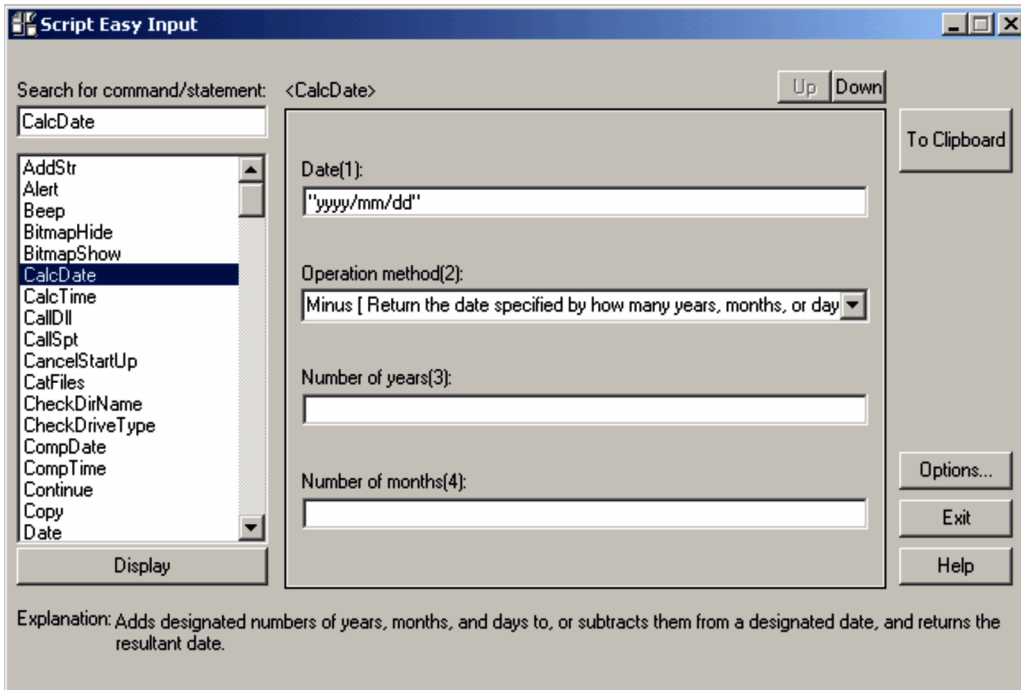 Script Easy Input
Search for command/statement:
CalcDate
AddStr
Alert
Beep
BitmapHide
BitmapShow
CalcDate
CalcTime
CallDll
CallSpt
CancelStartUp
CatFiles
CheckDirName
CheckDriveType
CompDate
CompTime
Continue
Copy
Date
Display
<CalcDate>
Up
Down
Date(1):
"yyyy/mm/dd"
Operation method(2):
Minus [ Return the date specified by how many years, months, or day
Number of years(3):
Number of months(4):
To Clipboard
Options...
Exit
Help
Explanation: Adds designated numbers of years, months, and days to, or subtracts them from a designated date, and returns the
resultant date.